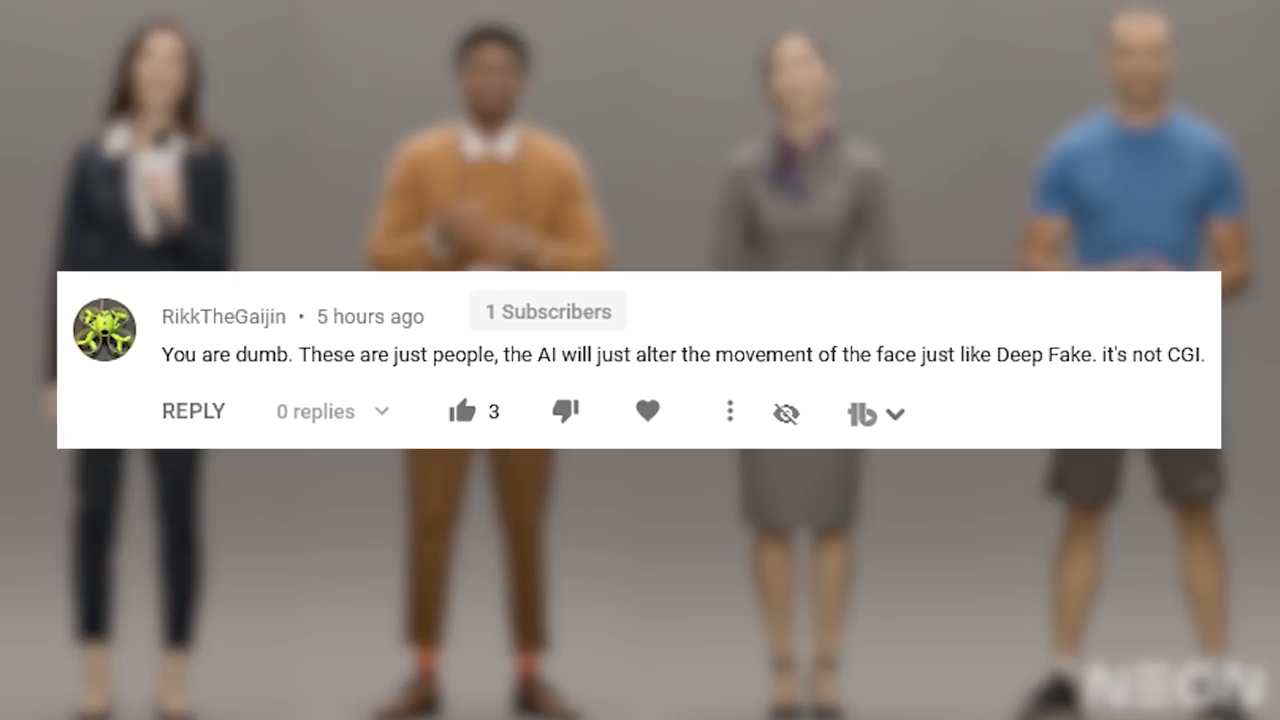 RikkTheGaijin • 5 hours ago 1 Subscribers
You are dumb. These are just people, the AI will just alter the movement of the face just like Deep Fake. it's not CGI.
REPLY 0 replies 3
NEON